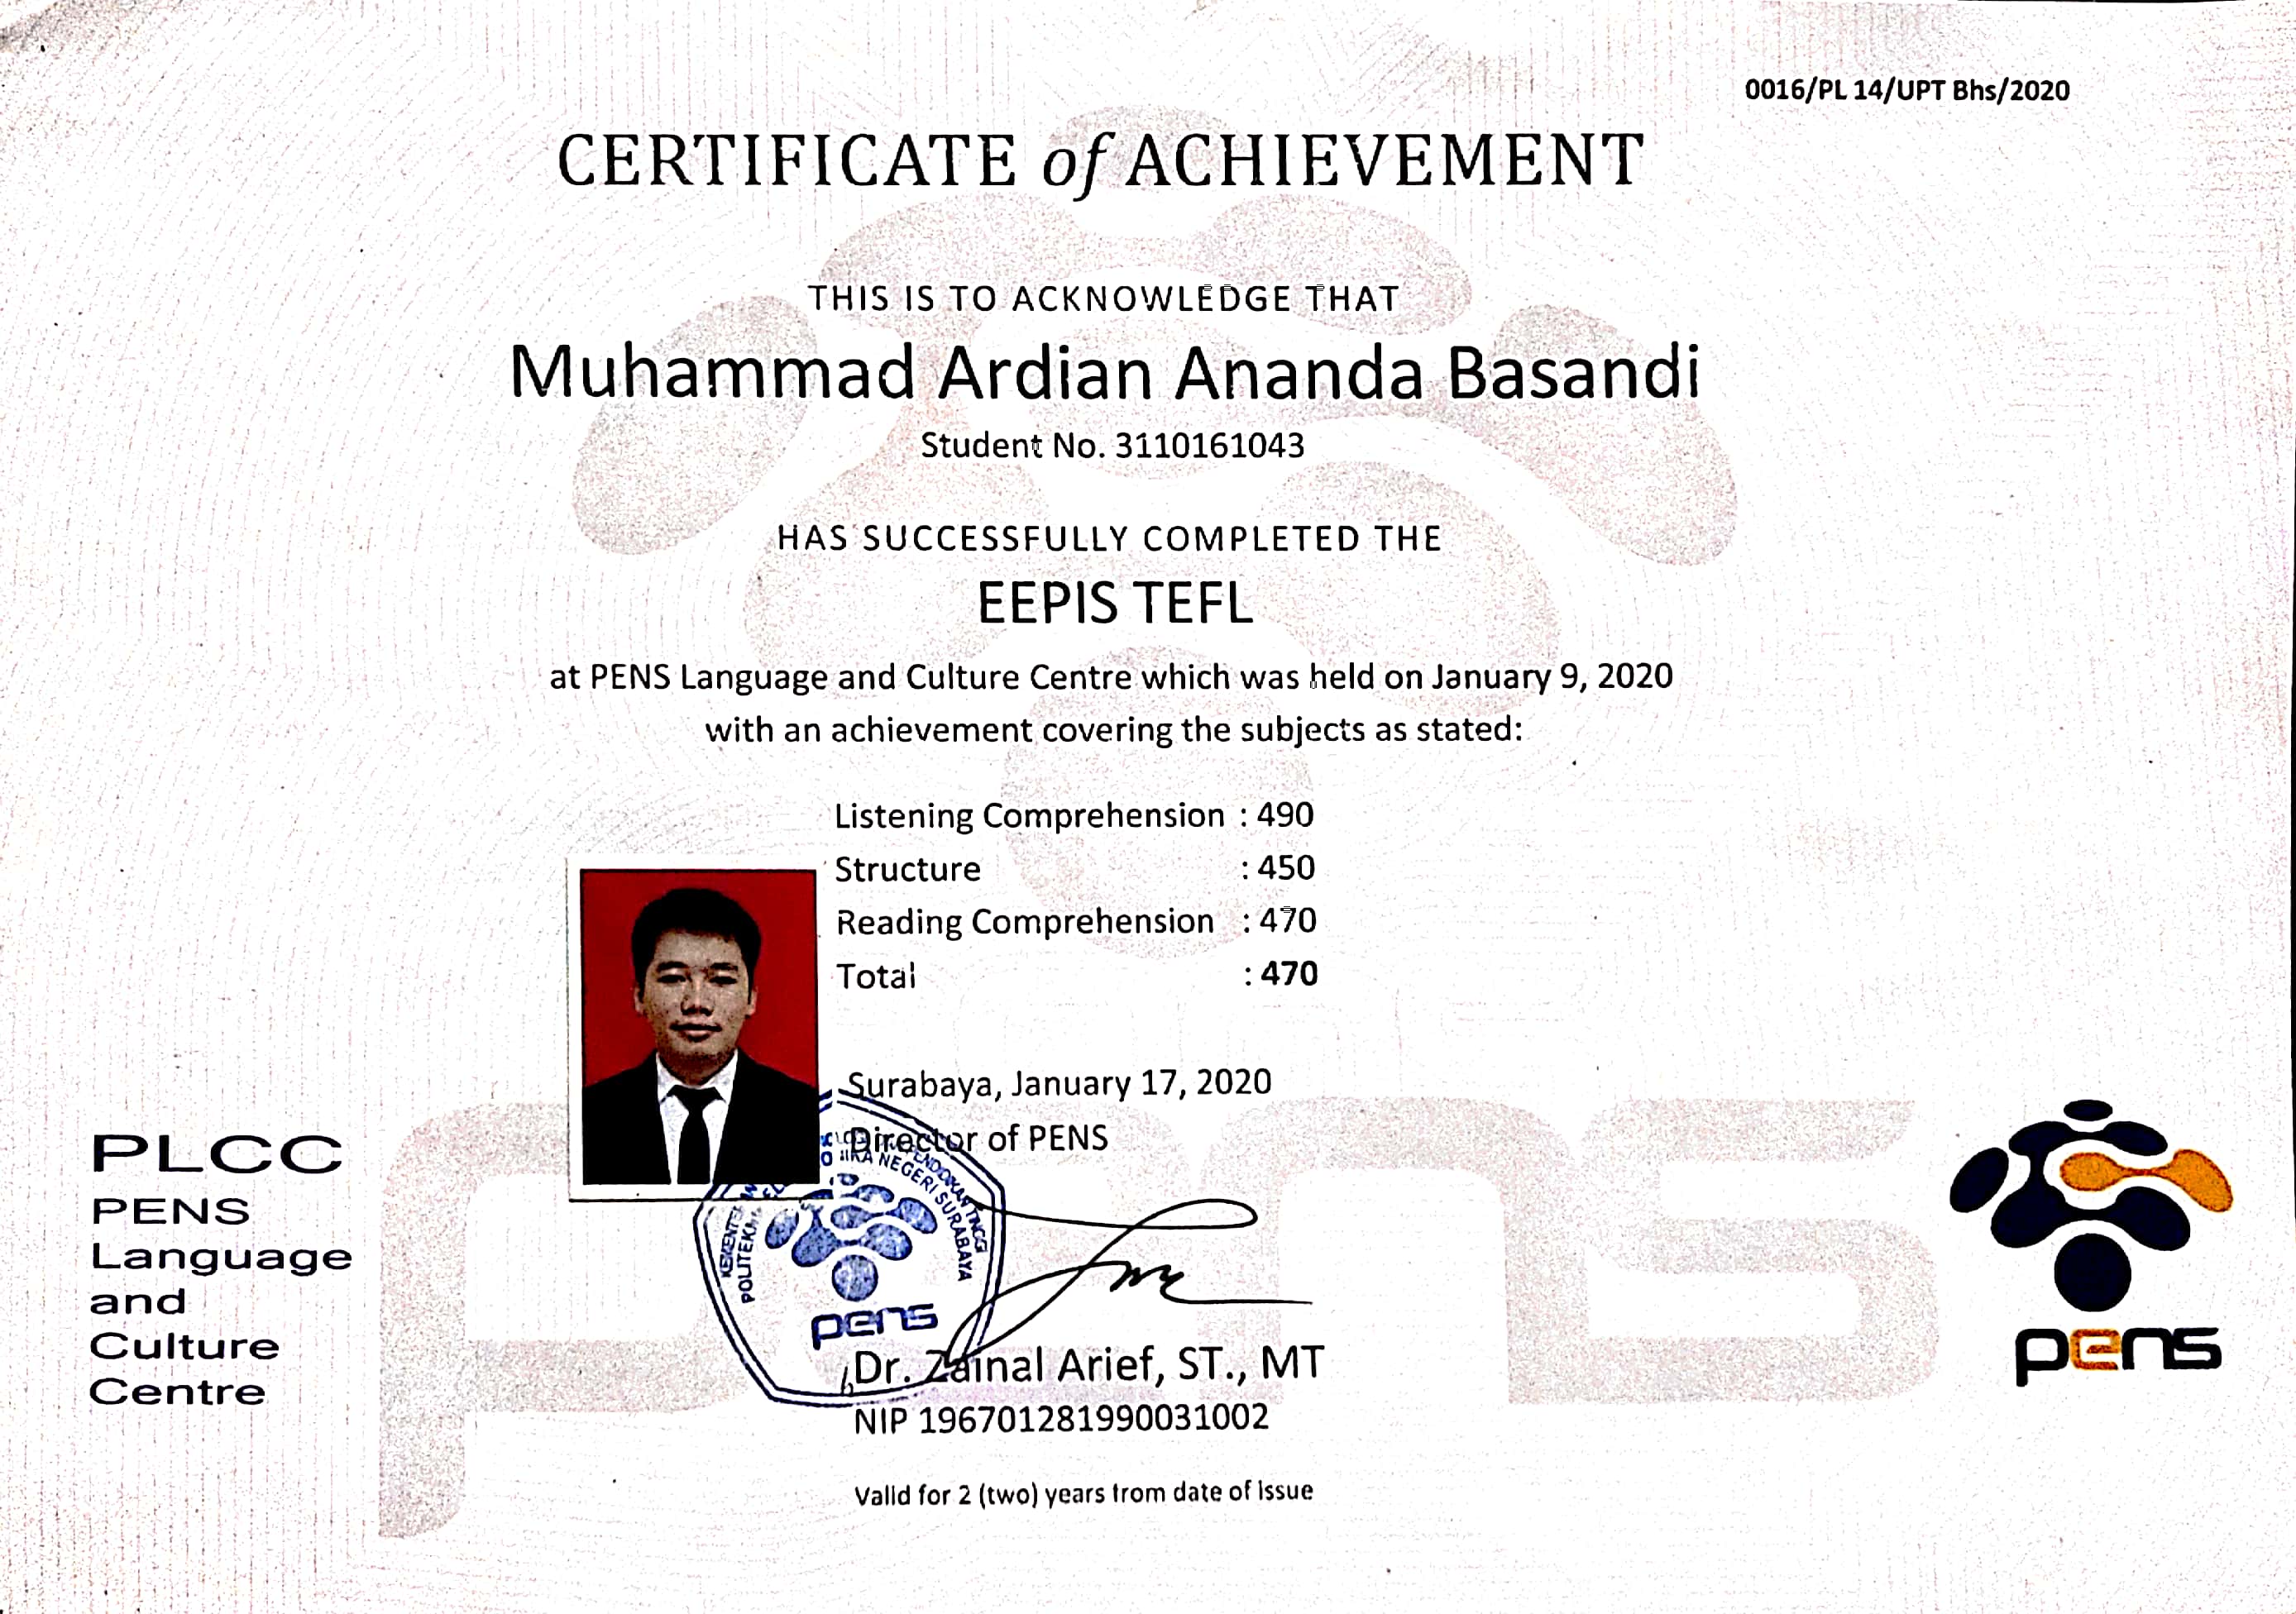 0016/PL 14/UPT Bhs/2020
CERTIFICATE of ACHIEVEMENT
THIS IS TO ACKNOWLEDGE THAT
Muhammad Ardian Ananda Basandi
Student No. 3110161043
HAS SUCCESSFULLY COMPLETED THE
EEPIS TEFL
at PENS Language and Culture Centre which was held on January 9, 2020
with an achievement covering the subjects as stated:
Listening Comprehension : 490
Structure : 450
Reading Comprehension : 470
Total : 470
Surabaya, January 17, 2020
Director of PENS
NEGERI SURABAYA
pens
Dr. Zainal Arief, ST., MT
NIP 196701281990031002
Valid for 2 (two) years from date of issue
PLCC
PENS
Language
and
Culture
Centre
pens
pens